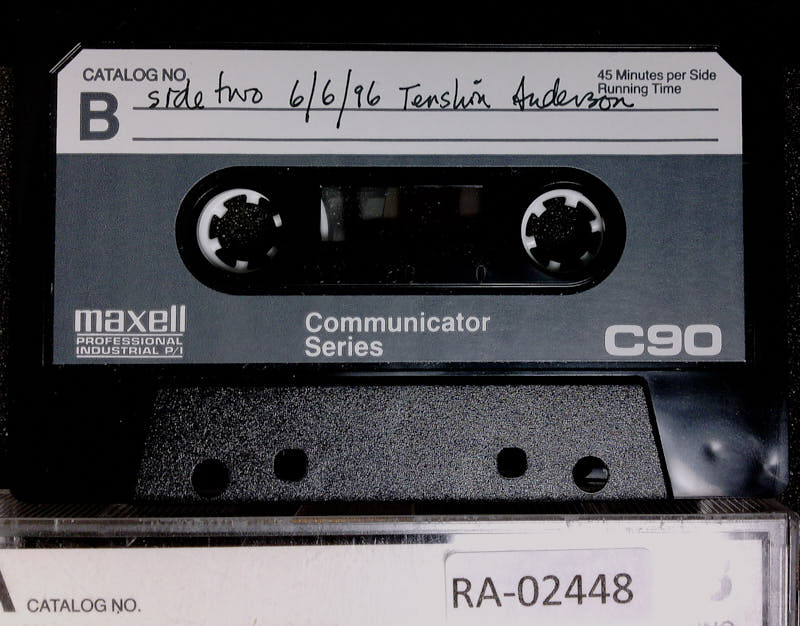 CATALOG NO.
45 Minutes per Side
Running Time
B
side two 6/6/96 Tenshin Anderson
maxell
PROFESSIONAL
INDUSTRIAL P/I
Communicator
Series
C90
RA-02448
CATALOG NO.